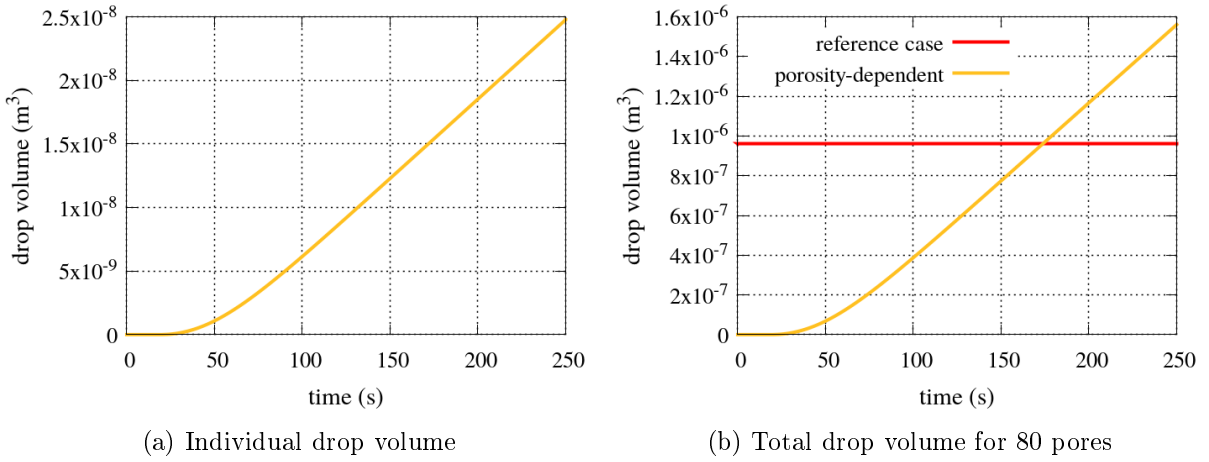 2.5x10⁻⁸
2x10⁻⁸
1.5x10⁻⁸
1x10⁻⁸
5x10⁻⁹
0
drop volume (m³)
0 50 100 150 200 250
time (s)
(a) Individual drop volume
1.6x10⁻⁶
1.4x10⁻⁶
1.2x10⁻⁶
1x10⁻⁶
8x10⁻⁷
6x10⁻⁷
4x10⁻⁷
2x10⁻⁷
0
drop volume (m³)
reference case
porosity-dependent
0 50 100 150 200 250
time (s)
(b) Total drop volume for 80 pores